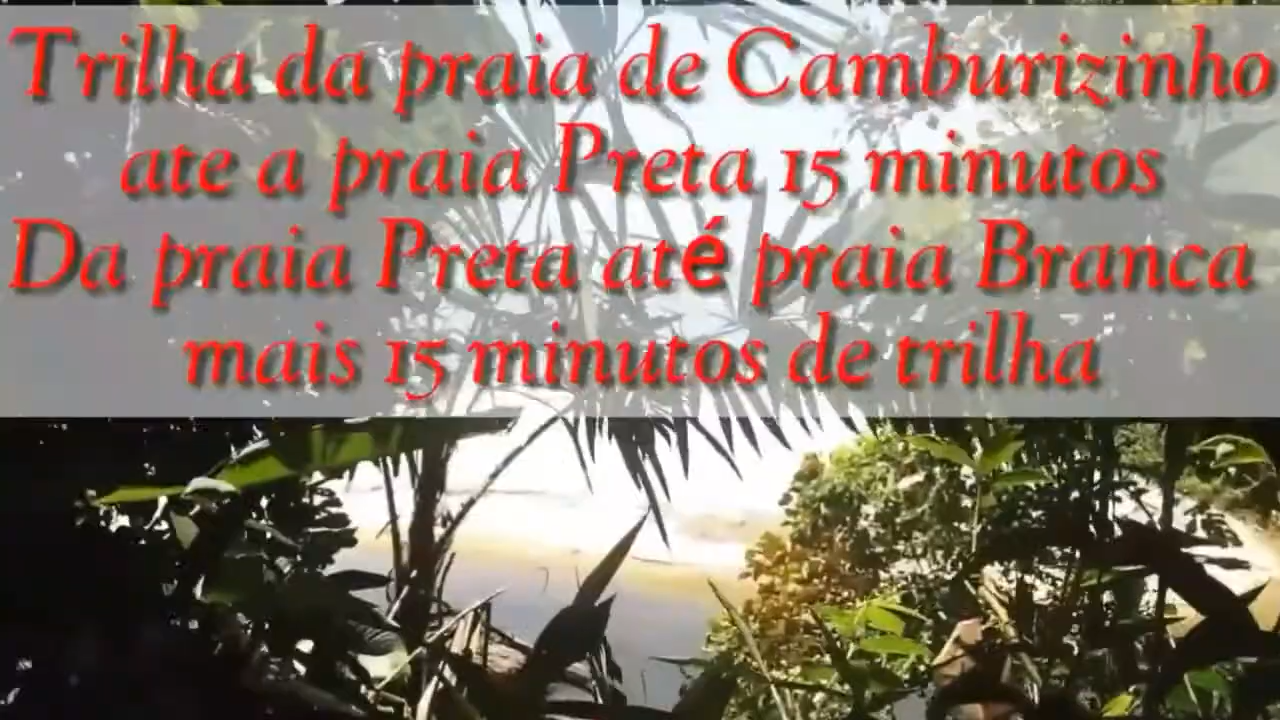 Trilha da praia de Camburizinho
ate a praia Preta 15 minutos
Da praia Preta até praia Branca
mais 15 minutos de trilha